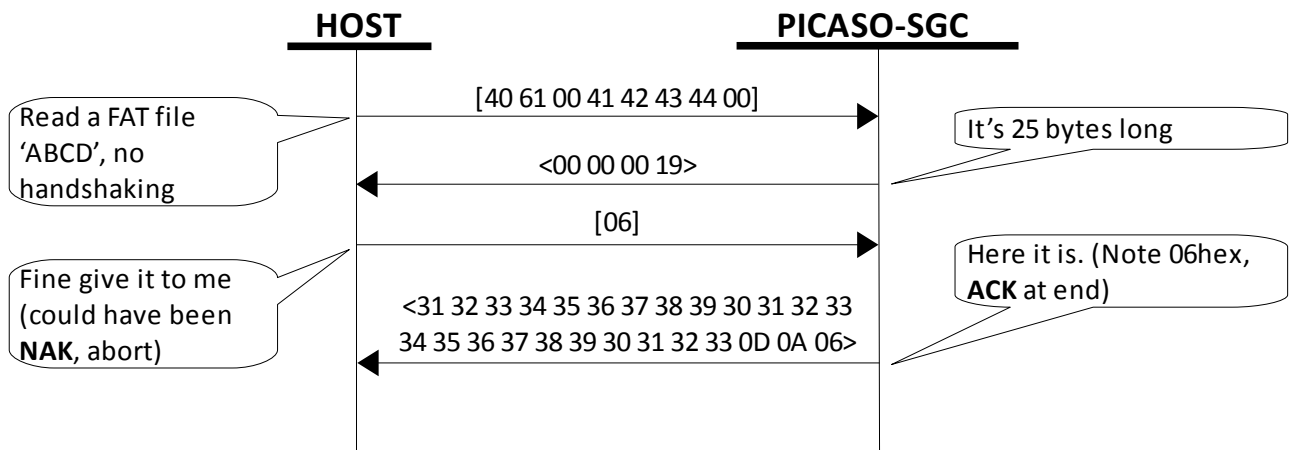 HOST
PICASO-SGC
[40 61 00 41 42 43 44 00]
Read a FAT file
‘ABCD’, no
handshaking
It’s 25 bytes long
<00 00 00 19>
[06]
Fine give it to me
(could have been
NAK, abort)
Here it is. (Note 06hex,
ACK at end)
<31 32 33 34 35 36 37 38 39 30 31 32 33
34 35 36 37 38 39 30 31 32 33 0D 0A 06>